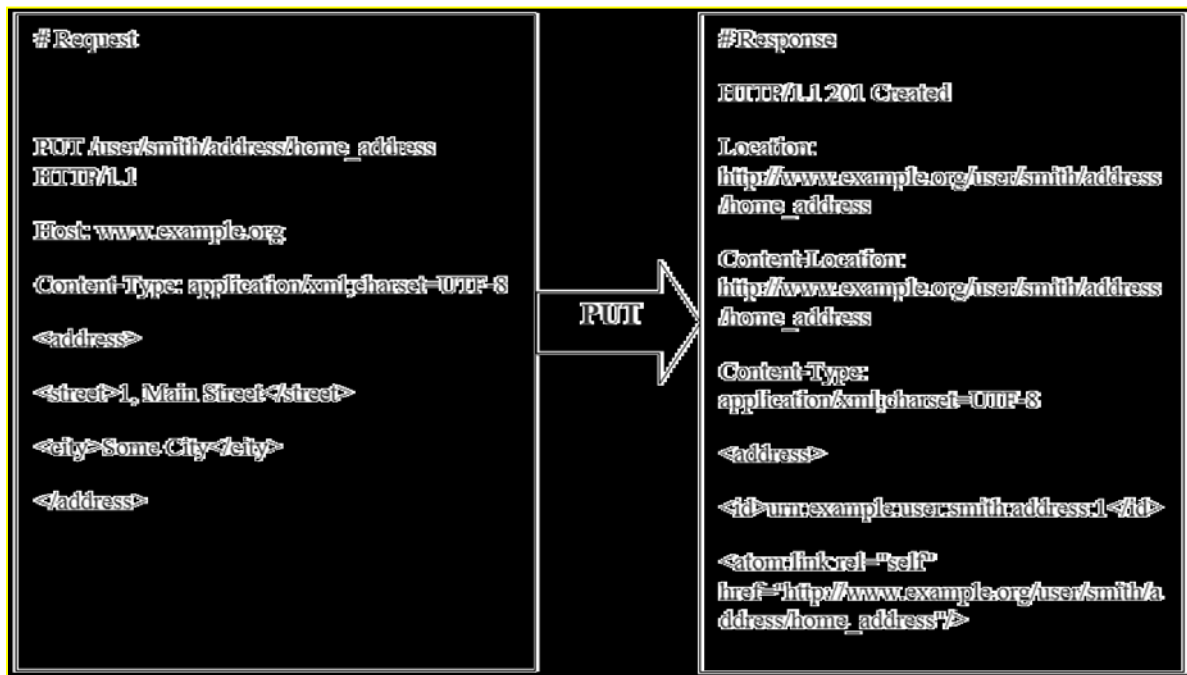 # Request
PUT /user/smith/address/home_address
HTTP/1.1
Host: www.example.org
Content-Type: application/xml;charset=UTF-8
<address>
<street>1, Main Street</street>
<city>Some City</city>
</address>
PUT
# Response
HTTP/1.1 201 Created
Location:
http://www.example.org/user/smith/address
/home_address
Content-Location:
http://www.example.org/user/smith/address
/home_address
Content-Type:
application/xml;charset=UTF-8
<address>
<id>urn:example:user:smith:address:1</id>
<atom:link rel="self"
href="http://www.example.org/user/smith/a
ddress/home_address"/>